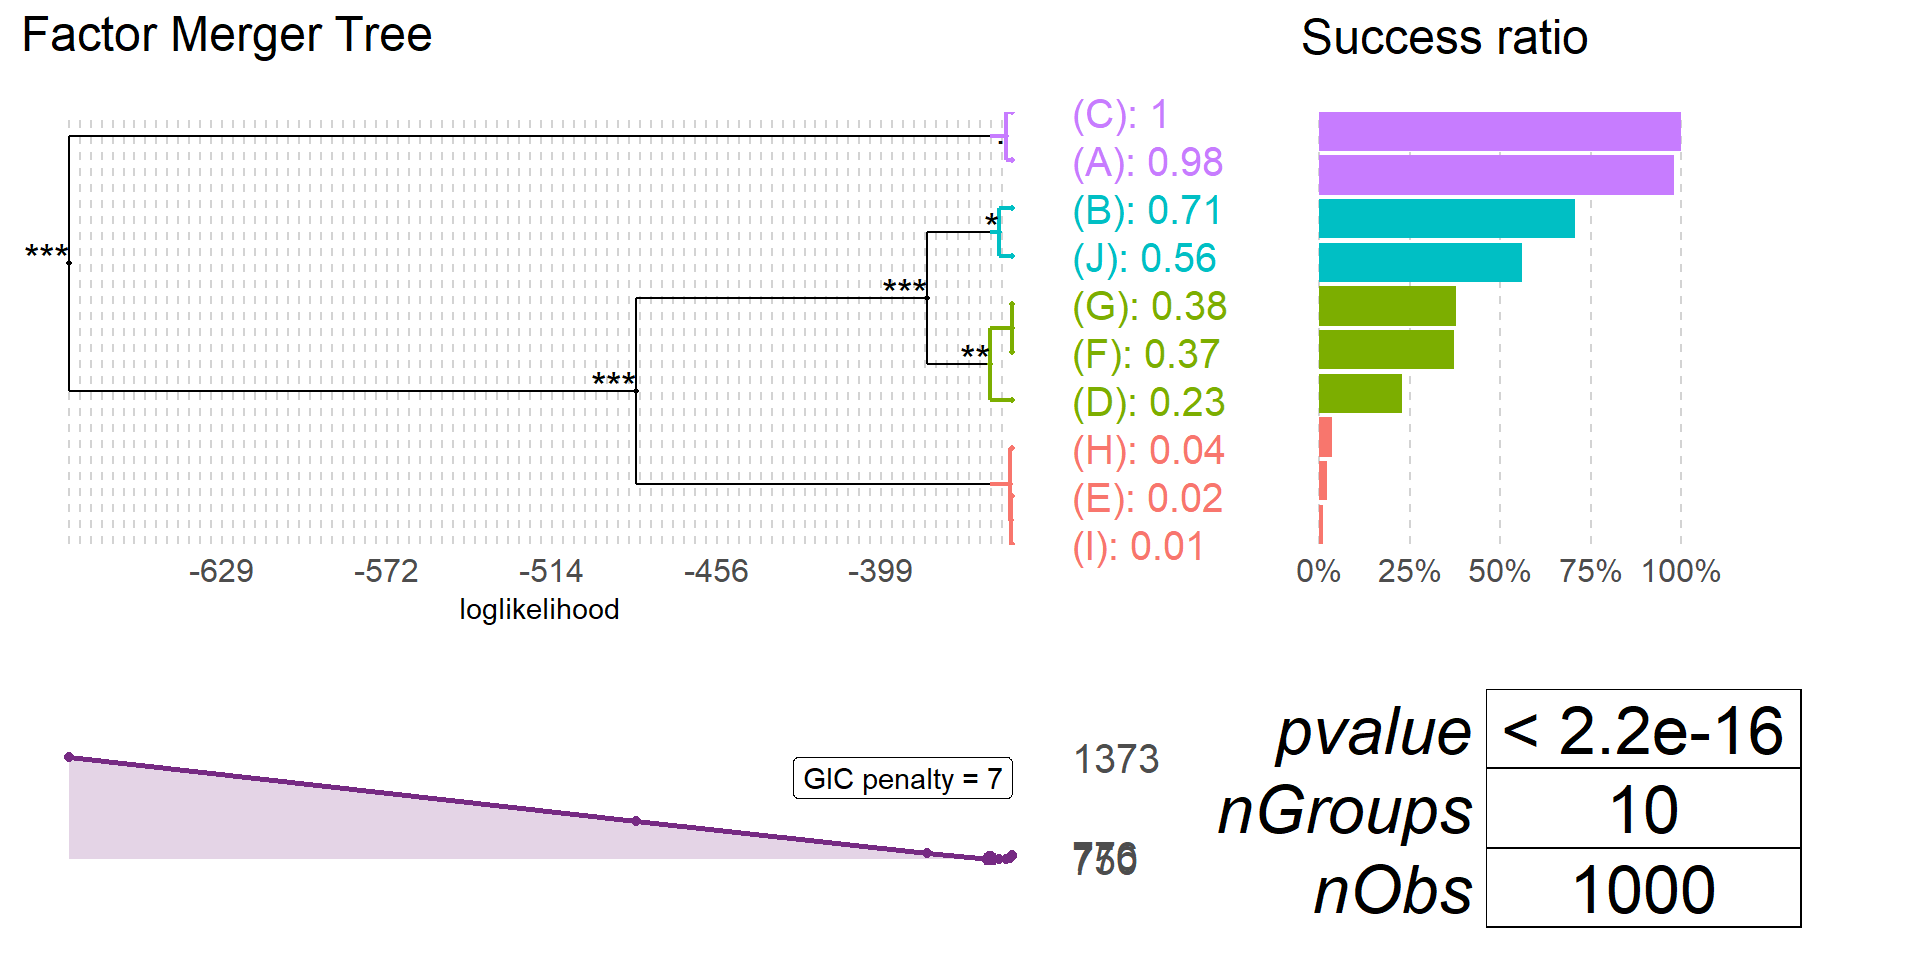 Factor Merger Tree
Success ratio
(C): 1
(A): 0.98
(B): 0.71
(J): 0.56
(G): 0.38
(F): 0.37
(D): 0.23
(H): 0.04
(E): 0.02
(I): 0.01
.
*
***
***
**
***
-629 -572 -514 -456 -399
loglikelihood
0% 25% 50% 75% 100%
GIC penalty = 7
1373
pvalue < 2.2e-16
nGroups 10
nObs 1000